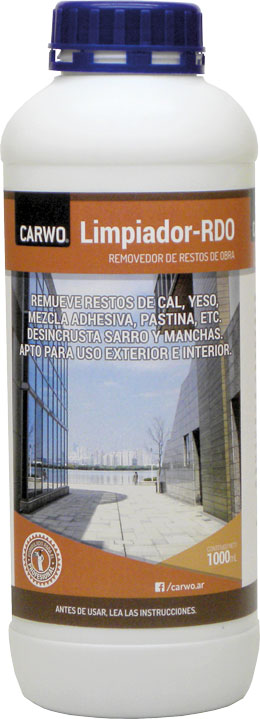 CARWO®
Limpiador-RDO
REMOVEDOR DE RESTOS DE OBRA
REMUEVE RESTOS DE CAL, YESO,
MEZCLA ADHESIVA, PASTINA, ETC.
DESINCRUSTA SARRO Y MANCHAS.
APTO PARA USO EXTERIOR E INTERIOR.
1000
/carwo.ar
ANTES DE USAR, LEA LAS INSTRUCCIONES.